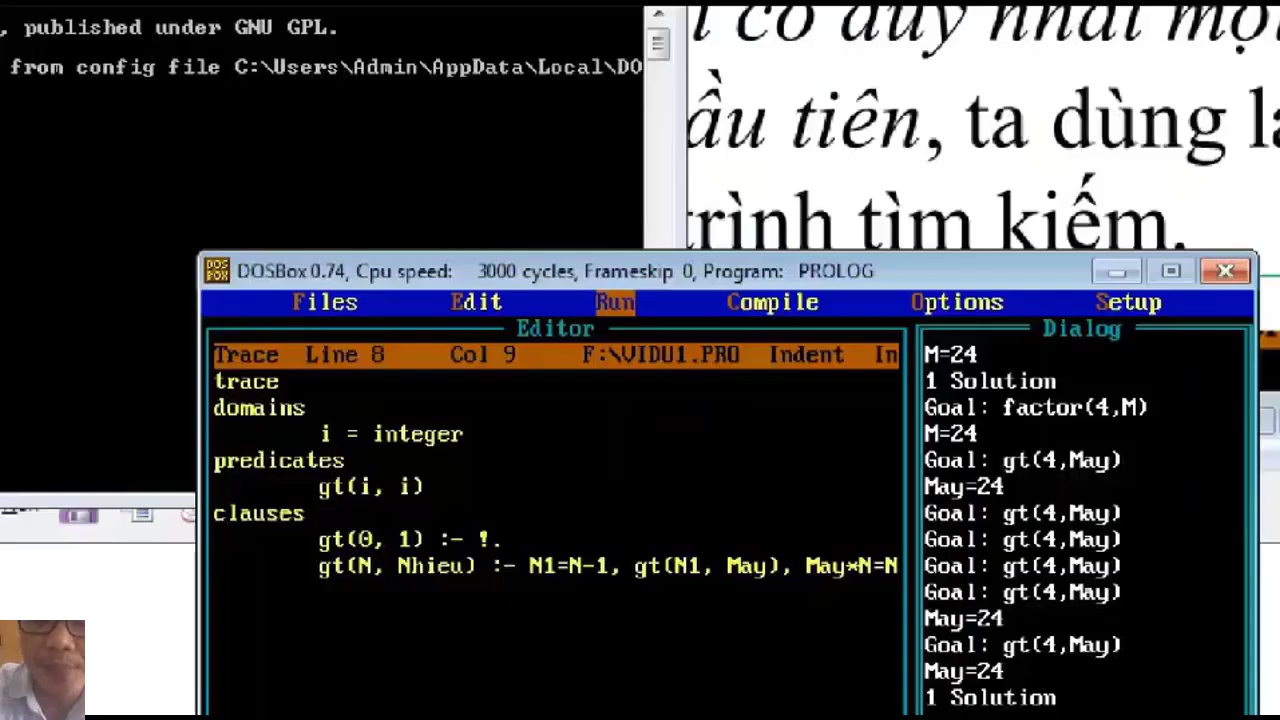 , published under GNU GPL.
from config file C:\Users\Admin\AppData\Local\DO
có duy nhất một
ầu tiên, ta dùng
trình tìm kiếm.
DOSBox 0.74, Cpu speed: 3000 cycles, Frameskip 0, Program: PROLOG
Files Edit Run Compile Options Setup
Editor
Trace Line 8 Col 9 F:\VIDU1.PRO Indent In
trace
domains
i = integer
predicates
gt(i, i)
clauses
gt(0, 1) :- !.
gt(N, Nhieu) :- N1=N-1, gt(N1, May), May*N=N
Dialog
M=24
1 Solution
Goal: factor(4,M)
M=24
Goal: gt(4,May)
May=24
Goal: gt(4,May)
Goal: gt(4,May)
Goal: gt(4,May)
Goal: gt(4,May)
May=24
Goal: gt(4,May)
May=24
1 Solution